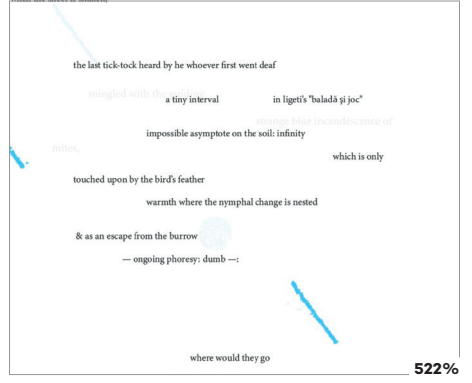 the last tick-tock heard by he whoever first went deaf
mingled with the
a tiny interval in ligeti's "baladă și joc"
strange blue incandescence of
impossible asymptote on the soil: infinity
mites,
which is only
touched upon by the bird's feather
warmth where the nymphal change is nested
& as an escape from the burrow
— ongoing phoresy: dumb —:
where would they go
522%